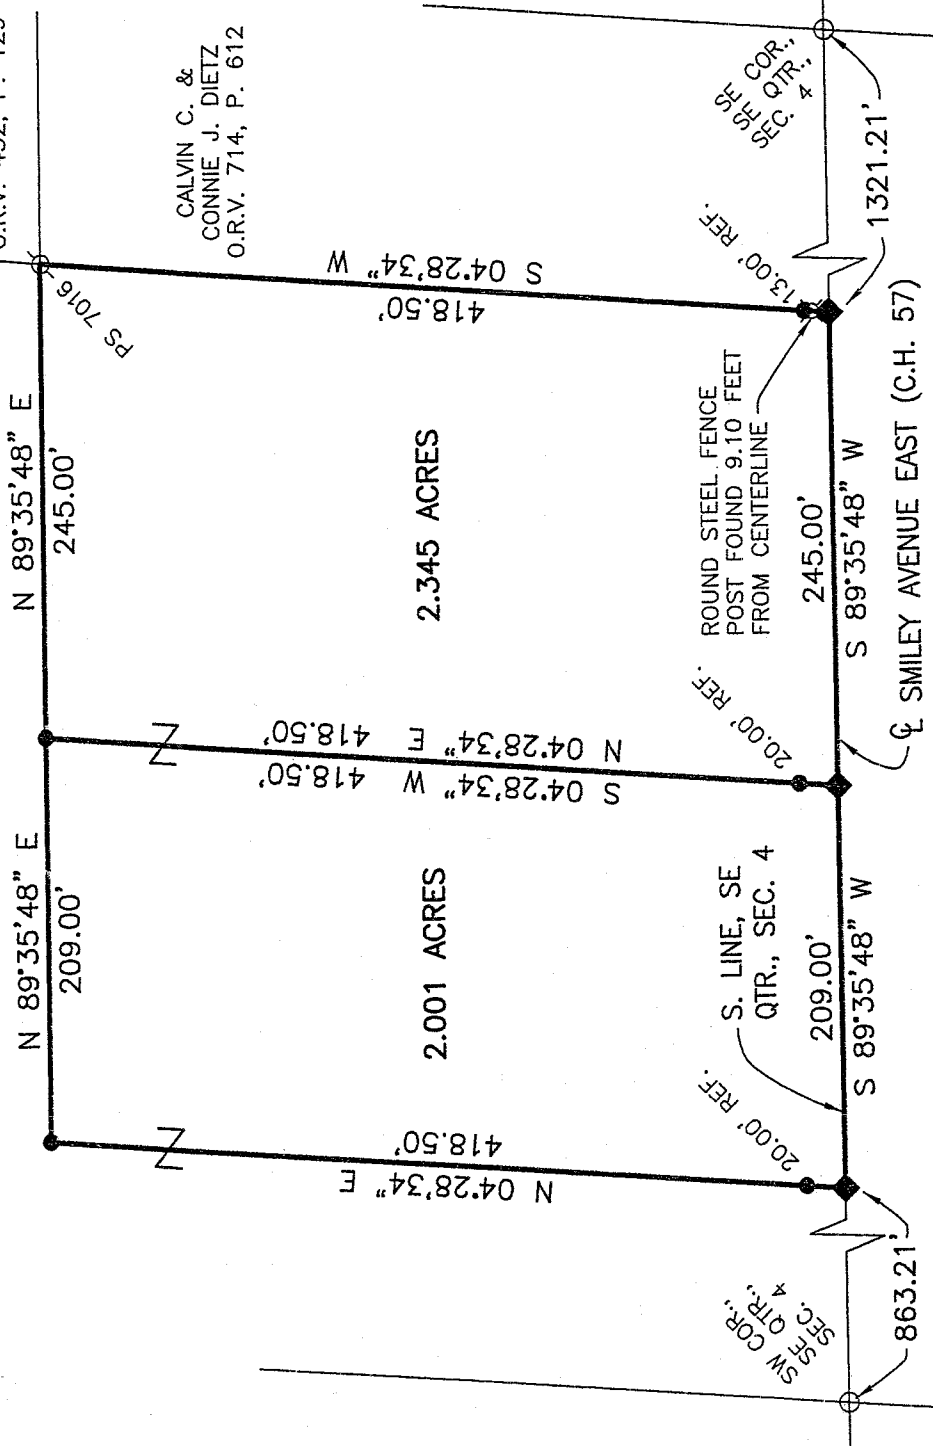 CALVIN C. &
CONNIE J. DIETZ
O.R.V. 714, P. 612
N 89°35'48" E
209.00'
N 89°35'48" E
245.00'
PS 7016
N 04°28'34" E
418.50'
2.001 ACRES
S 04°28'34" W 418.50'
N 04°28'34" E 418.50'
2.345 ACRES
418.50'
S 04°28'34" W
20.00' REF.
20.00' REF.
13.00' REF.
S. LINE, SE
QTR., SEC. 4
ROUND STEEL FENCE
POST FOUND 9.10 FEET
FROM CENTERLINE
SW COR.,
SE QTR.,
SEC. 4
SE COR.,
SE QTR.,
SEC. 4
209.00'
S 89°35'48" W
245.00'
S 89°35'48" W
863.21'
1321.21'
℄ SMILEY AVENUE EAST (C.H. 57)